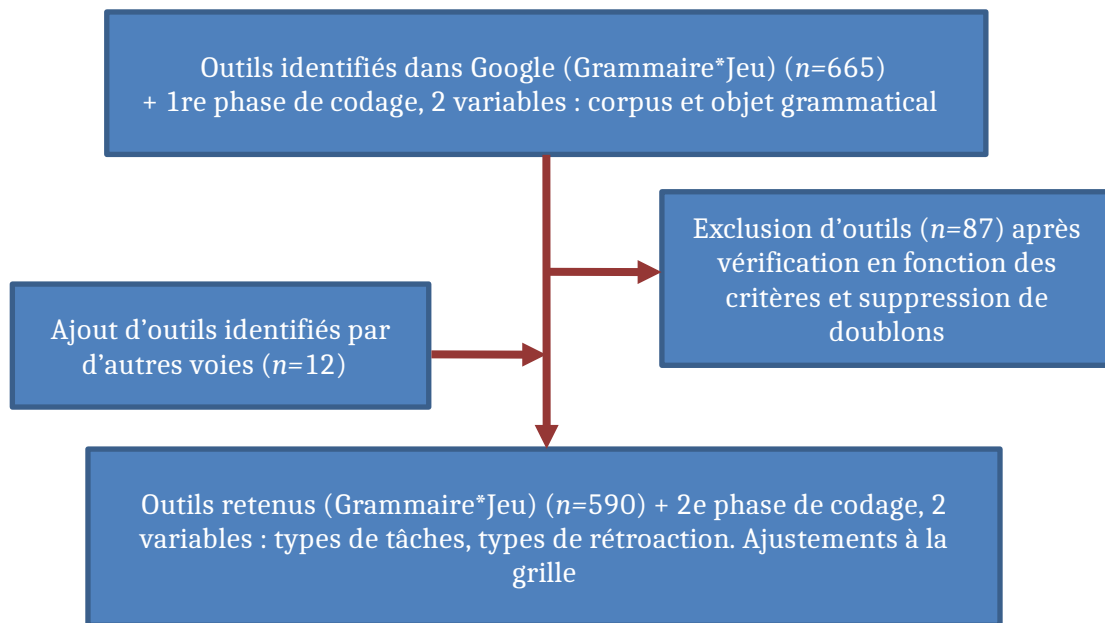 Outils identifiés dans Google (Grammaire*Jeu) (n=665)
+ 1re phase de codage, 2 variables : corpus et objet grammatical
Exclusion d’outils (n=87) après
vérification en fonction des
critères et suppression de
doublons
Ajout d’outils identifiés par
d’autres voies (n=12)
Outils retenus (Grammaire*Jeu) (n=590) + 2e phase de codage, 2
variables : types de tâches, types de rétroaction. Ajustements à la
grille